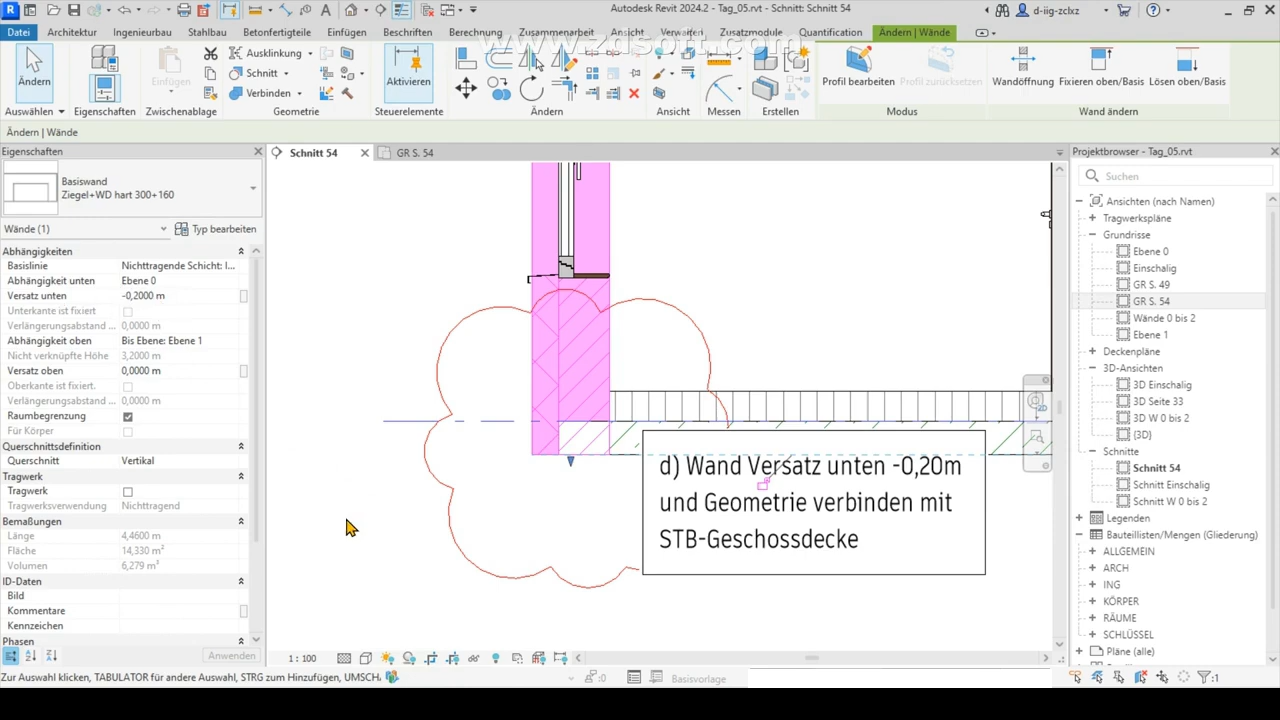 Autodesk Revit 2024.2 - Tag_05.rvt - Schnitt: Schnitt 54
d-iig-zclxz
Datei Architektur Ingenieurbau Stahlbau Betonfertigteile Einfügen Beschriften Berechnung Zusammenarbeit Ansicht Verwalten Zusatzmodule Quantification Ändern | Wände
www.zdsoft.com
Ändern
Einfügen
Ausklinkung
Schnitt
Verbinden
Aktivieren
Profil bearbeiten Profil zurücksetzen
Wandöffnung Fixieren oben/Basis Lösen oben/Basis
Auswählen Eigenschaften Zwischenablage Geometrie Steuerelemente Ändern Ansicht Messen Erstellen Modus Wand ändern
Ändern | Wände
Eigenschaften
Schnitt 54
GR S. 54
Projektbrowser - Tag_05.rvt
Basiswand
Ziegel+WD hart 300+160
Wände (1)
Typ bearbeiten
Abhängigkeiten
Basislinie Nichttragende Schicht: I...
Abhängigkeit unten Ebene 0
Versatz unten -0,2000 m
Unterkante ist fixiert
Verlängerungsabstand ... 0,0000 m
Abhängigkeit oben Bis Ebene: Ebene 1
Nicht verknüpfte Höhe 3,2000 m
Versatz oben 0,0000 m
Oberkante ist fixiert.
Verlängerungsabstand ... 0,0000 m
Raumbegrenzung
Für Körper
Querschnittsdefinition
Querschnitt Vertikal
Tragwerk
Tragwerk
Tragwerksverwendung Nichttragend
Bemaßungen
Länge 4,4600 m
Fläche 14,330 m²
Volumen 6,279 m³
ID-Daten
Bild
Kommentare
Kennzeichen
Phasen
Anwenden
d) Wand Versatz unten -0,20m
und Geometrie verbinden mit
STB-Geschossdecke
2D
1 : 100
Suchen
Ansichten (nach Namen)
Tragwerkspläne
Grundrisse
Ebene 0
Einschalig
GR S. 49
GR S. 54
Wände 0 bis 2
Ebene 1
Deckenpläne
3D-Ansichten
3D Einschalig
3D Seite 33
3D W 0 bis 2
{3D}
Schnitte
Schnitt 54
Schnitt Einschalig
Schnitt W 0 bis 2
Legenden
Bauteillisten/Mengen (Gliederung)
ALLGEMEIN
ARCH
ING
KÖRPER
RÄUME
SCHLÜSSEL
Pläne (alle)
Zur Auswahl klicken, TABULATOR für andere Auswahl, STRG zum Hinzufügen, UMSCH
:0
Basisvorlage
:1